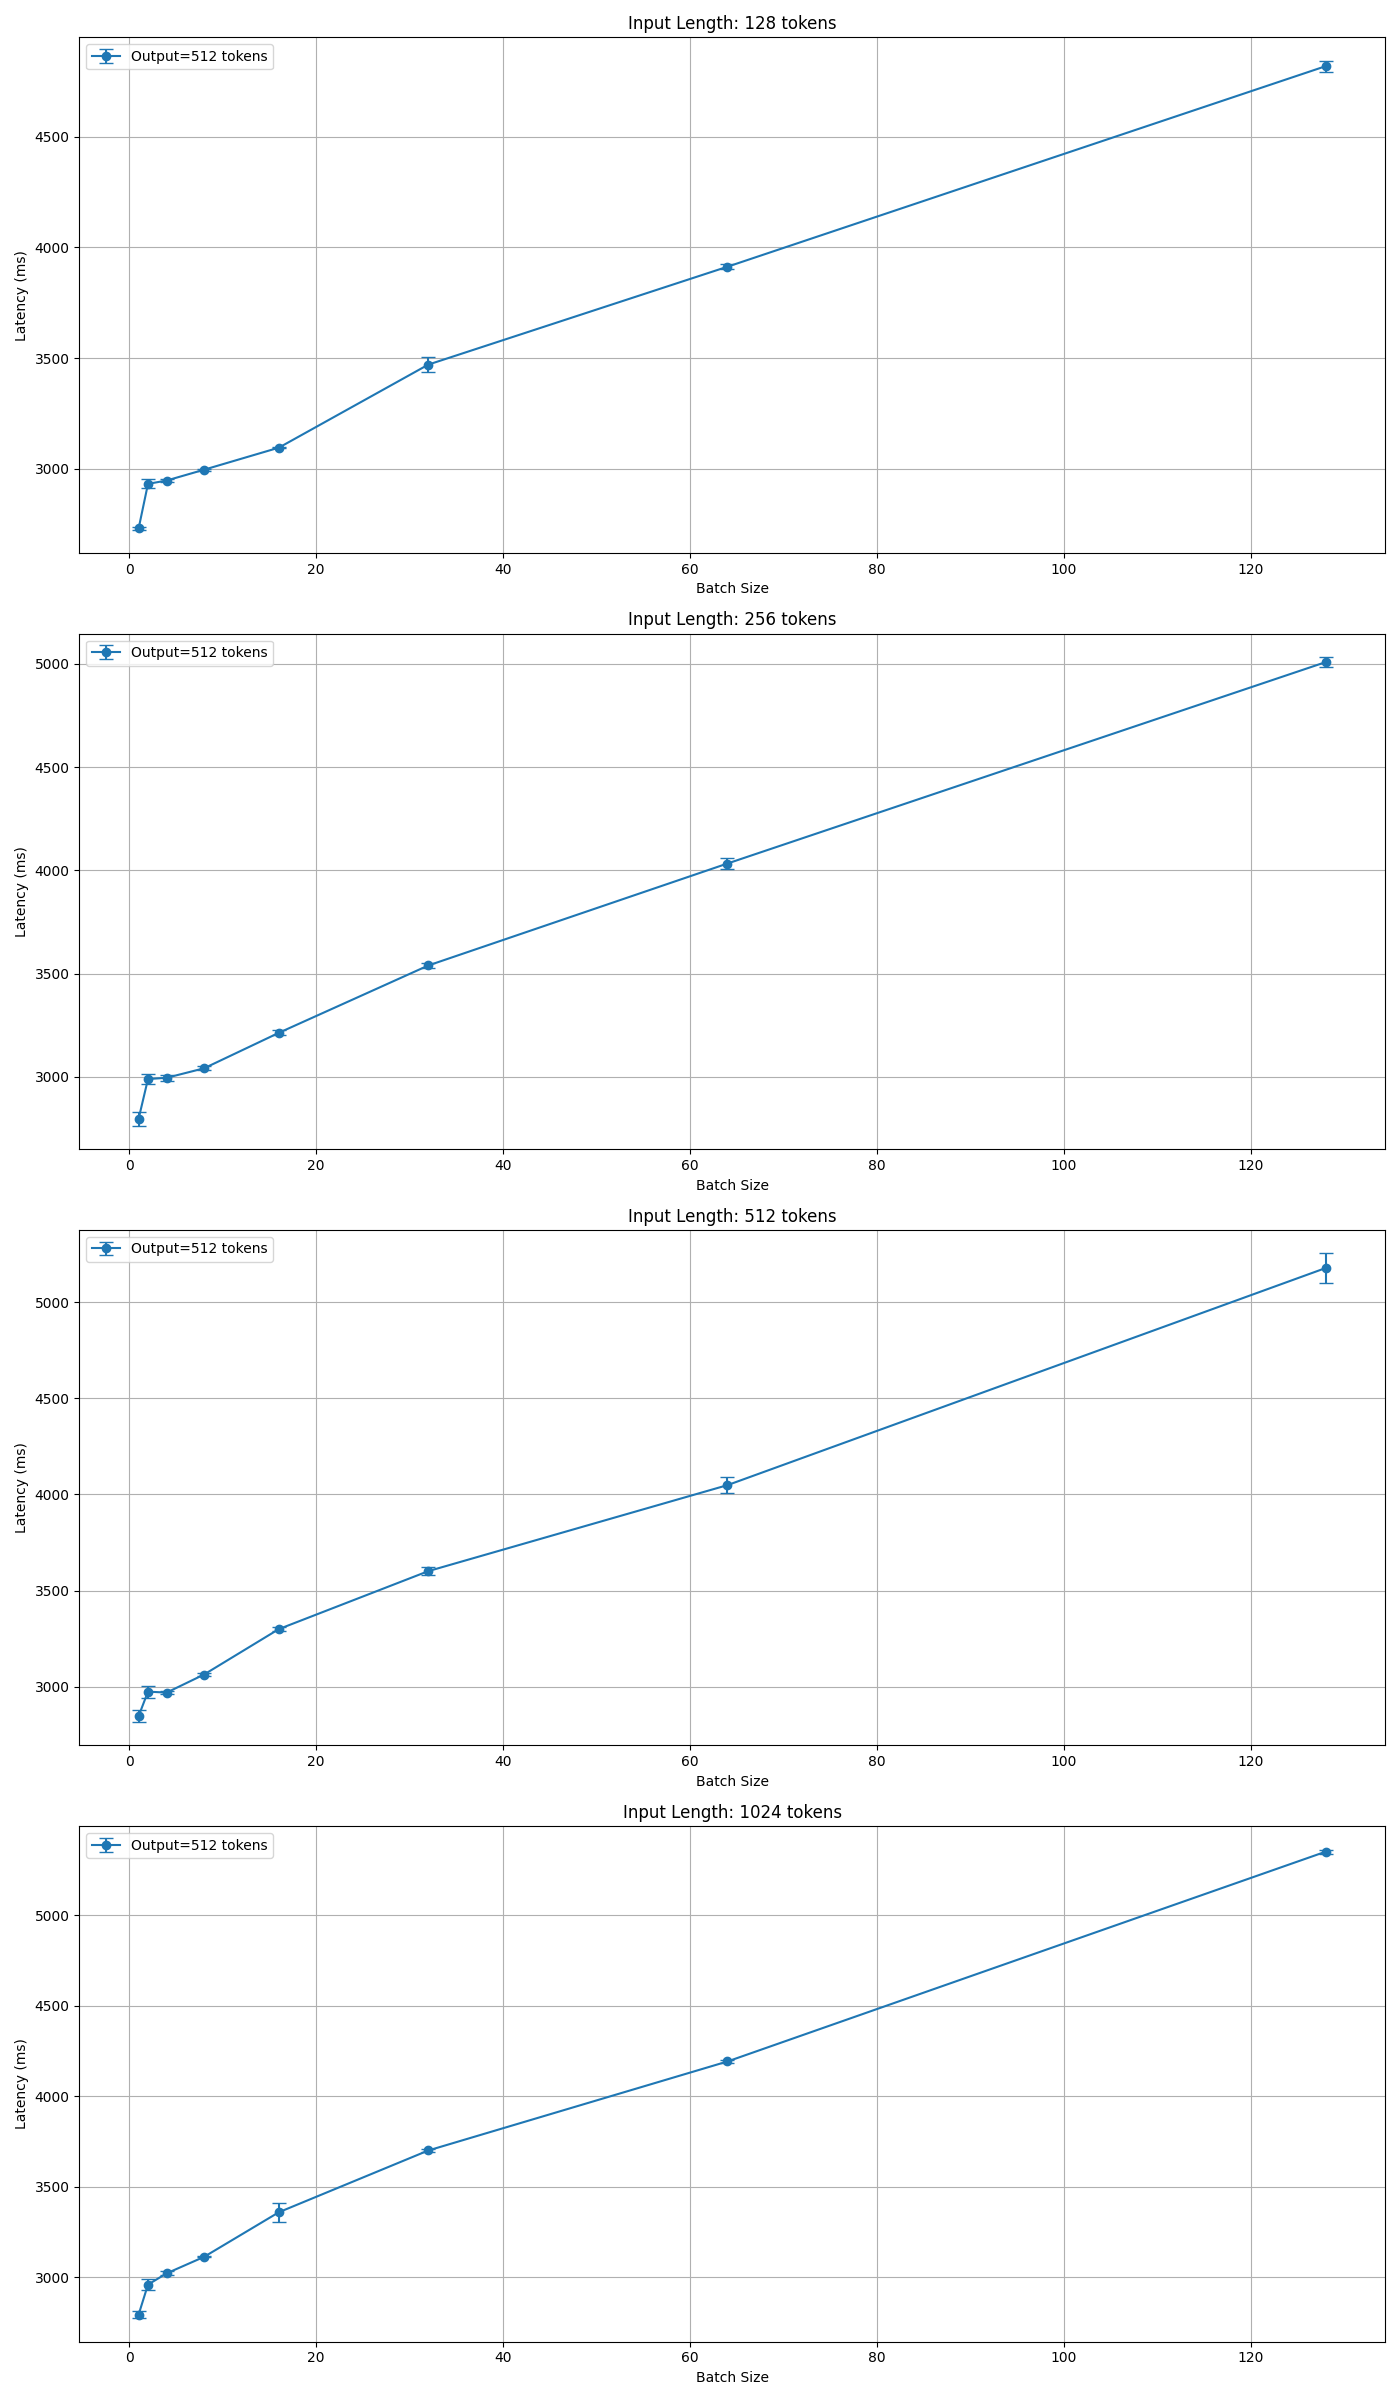 Input Length: 128 tokens
Output=512 tokens
4500
4000
3500
3000
Latency (ms)
0 20 40 60 80 100 120
Batch Size
Input Length: 256 tokens
Output=512 tokens
5000
4500
4000
3500
3000
Latency (ms)
0 20 40 60 80 100 120
Batch Size
Input Length: 512 tokens
Output=512 tokens
5000
4500
4000
3500
3000
Latency (ms)
0 20 40 60 80 100 120
Batch Size
Input Length: 1024 tokens
Output=512 tokens
5000
4500
4000
3500
3000
Latency (ms)
0 20 40 60 80 100 120
Batch Size